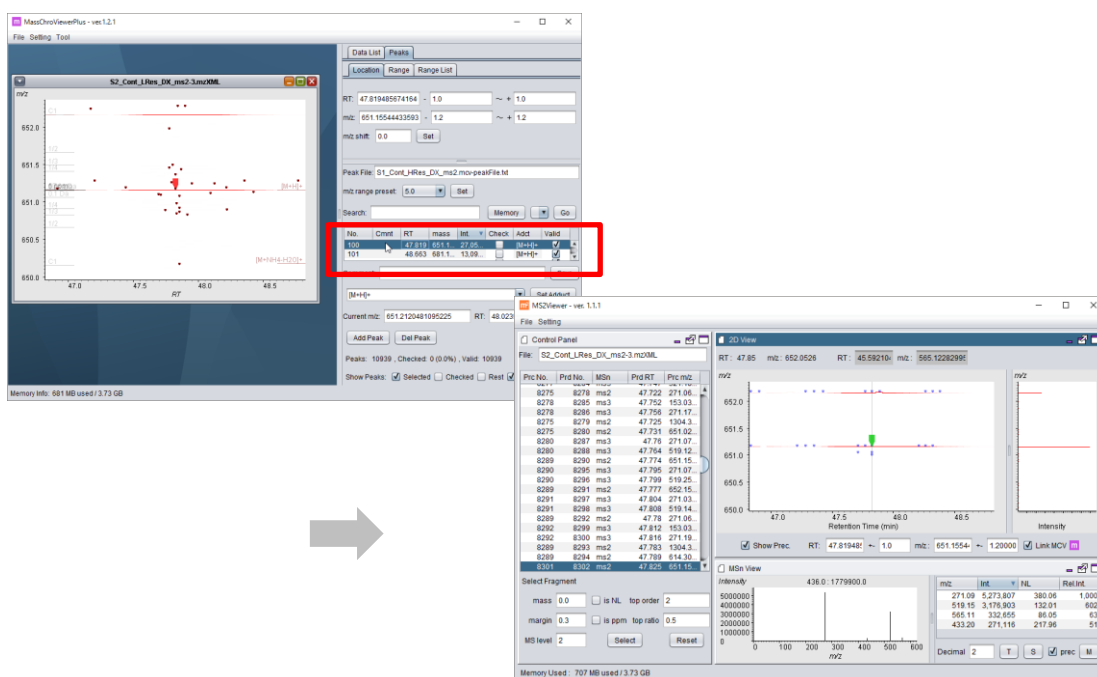 MassChroViewerPlus - ver.1.2.1
File Setting Tool
Data List Peaks
Location Range Range List
S2_Cont_LRes_DX_ms2-3.mzXML
m/z
C1
652.0
1/2
651.5
[M+H]+
651.0
1/2
650.5
C1
[M+NH4-H2O]+
650.0
47.0 47.5 48.0 48.5
RT
RT: 47.819485674164 - 1.0 ~ + 1.0
m/z: 651.15544433593 - 1.2 ~ + 1.2
m/z shift: 0.0 Set
Peak File: S1_Cont_HRes_DX_ms2.mcv-peakFile.txt
m/z range preset: 5.0 Set
Search: Memory Go
No. Cmnt RT mass Int. Check Adct Valid
100 47.819 651.1... 27,05... [M+H]+
101 48.663 681.1... 13,09... [M+H]+
[M+H]+ Set Adduct
Current m/z: 651.2120481095225 RT: 48.023
Add Peak Del Peak
Peaks: 10939 , Checked: 0 (0.0%) , Valid: 10939
Show Peaks: Selected Checked Rest
Memory Info: 681 MB used / 3.73 GB
MS2Viewer - ver. 1.1.1
File Setting
Control Panel
File: S2_Cont_LRes_DX_ms2-3.mzXML
Prc No. Prd No. MSn Prd RT Prc m/z
8275 8278 ms2 47.722 271.06...
8278 8285 ms3 47.752 153.03...
8278 8286 ms3 47.756 271.17...
8275 8279 ms2 47.725 1304.3...
8275 8280 ms2 47.731 651.02...
8280 8287 ms3 47.76 271.07...
8280 8288 ms3 47.764 519.12...
8289 8290 ms2 47.774 651.15...
8290 8295 ms3 47.795 271.07...
8290 8296 ms3 47.799 519.25...
8289 8291 ms2 47.777 652.15...
8291 8297 ms3 47.804 271.03...
8291 8298 ms3 47.808 519.14...
8289 8292 ms2 47.78 271.06...
8292 8299 ms3 47.812 153.03...
8292 8300 ms3 47.816 271.19...
8289 8293 ms2 47.783 1304.3...
8289 8294 ms2 47.789 614.30...
8301 8302 ms2 47.825 651.15...
Select Fragment
mass 0.0 is NL top order 2
margin 0.3 is ppm top ratio 0.5
MS level 2 Select Reset
Memory Used : 707 MB used / 3.73 GB
2D View
RT : 47.85 m/z : 652.0526 RT : 45.59210 m/z : 565.1228299
m/z
652.0
651.5
651.0
650.5
650.0
47.0 47.5 48.0 48.5
Retention Time (min)
m/z
Intensity
Show Prec. RT: 47.81948 +- 1.0 m/z: 651.1554 +- 1.20000 Link MCV
MSn View
Intensity 436.0 : 1779900.0
5000000
4000000
3000000
2000000
1000000
0
0 100 200 300 400 500 600
m/z
m/z Int. NL Rel.Int.
271.09 5,273,807 380.06 1,000
519.15 3,176,903 132.01 602
565.11 332,655 86.05 63
433.20 271,116 217.96 51
Decimal 2 T S prec M